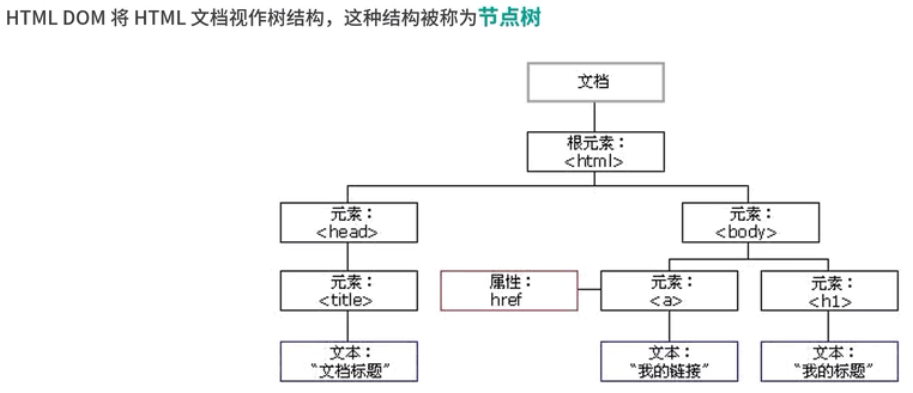 HTML DOM 将 HTML 文档视作树结构，这种结构被称为节点树
文档
根元素：
<html>
元素：
<head>
元素：
<body>
元素：
<title>
属性：
href
元素：
<a>
元素：
<h1>
文本：
“文档标题”
文本：
“我的链接”
文本：
“我的标题”